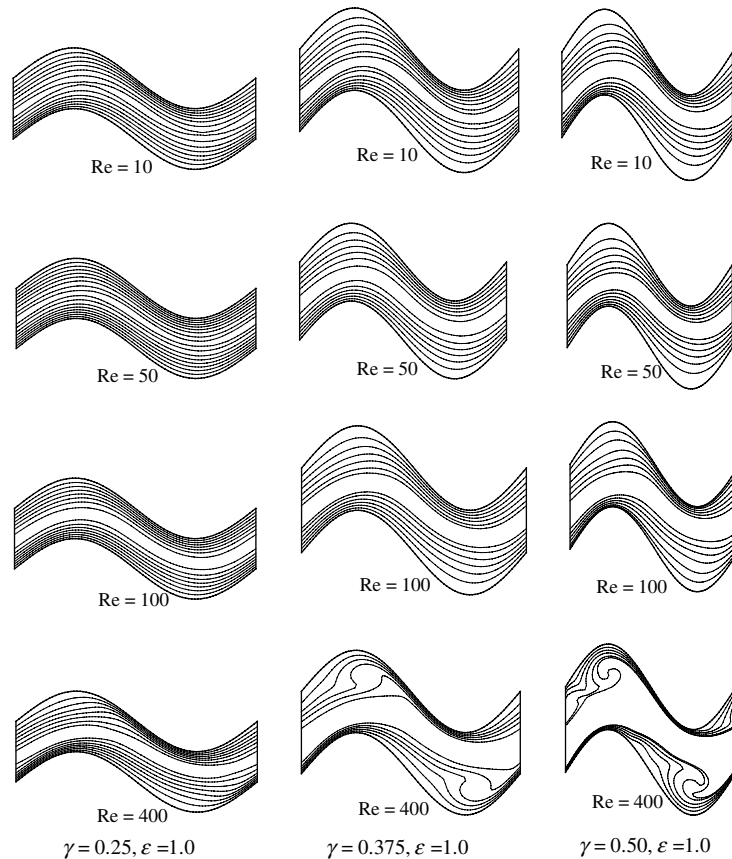 Re = 10
Re = 10
Re = 10
Re = 50
Re = 50
Re = 50
Re = 100
Re = 100
Re = 100
Re = 400
Re = 400
Re = 400
γ = 0.25, ε =1.0
γ = 0.375, ε =1.0
γ = 0.50, ε =1.0